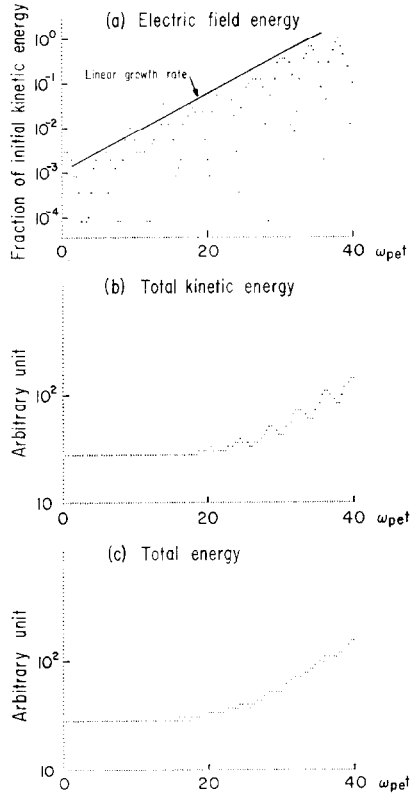 (a) Electric field energy
Fraction of initial kinetic energy
10⁰
10⁻¹
10⁻²
10⁻³
10⁻⁴
Linear growth rate
0 20 40 ωpet
(b) Total kinetic energy
Arbitrary unit
10²
10
0 20 40 ωpet
(c) Total energy
Arbitrary unit
10²
10
0 20 40 ωpet